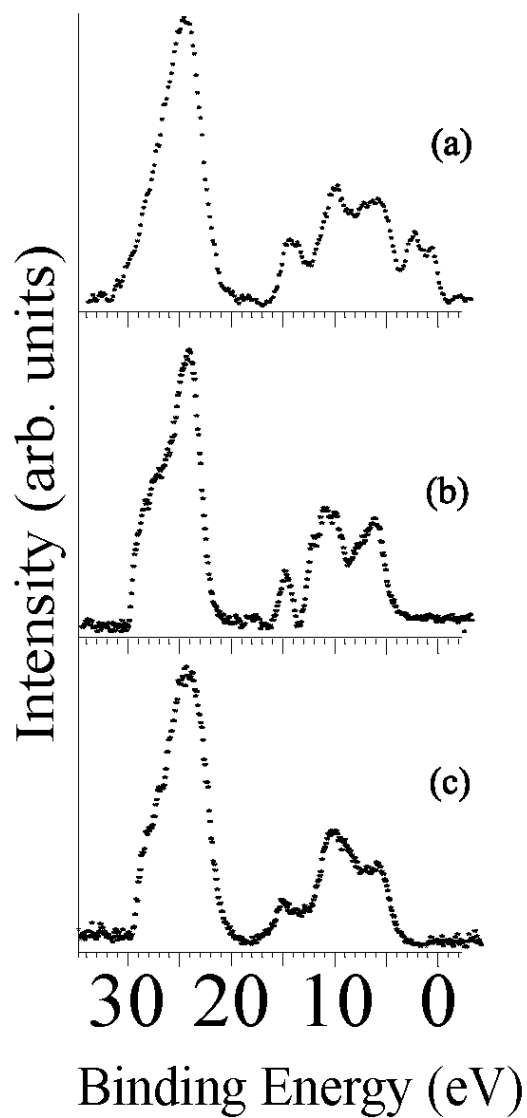 (a)
Intensity (arb. units)
(b)
(c)
30 20 10 0
Binding Energy (eV)